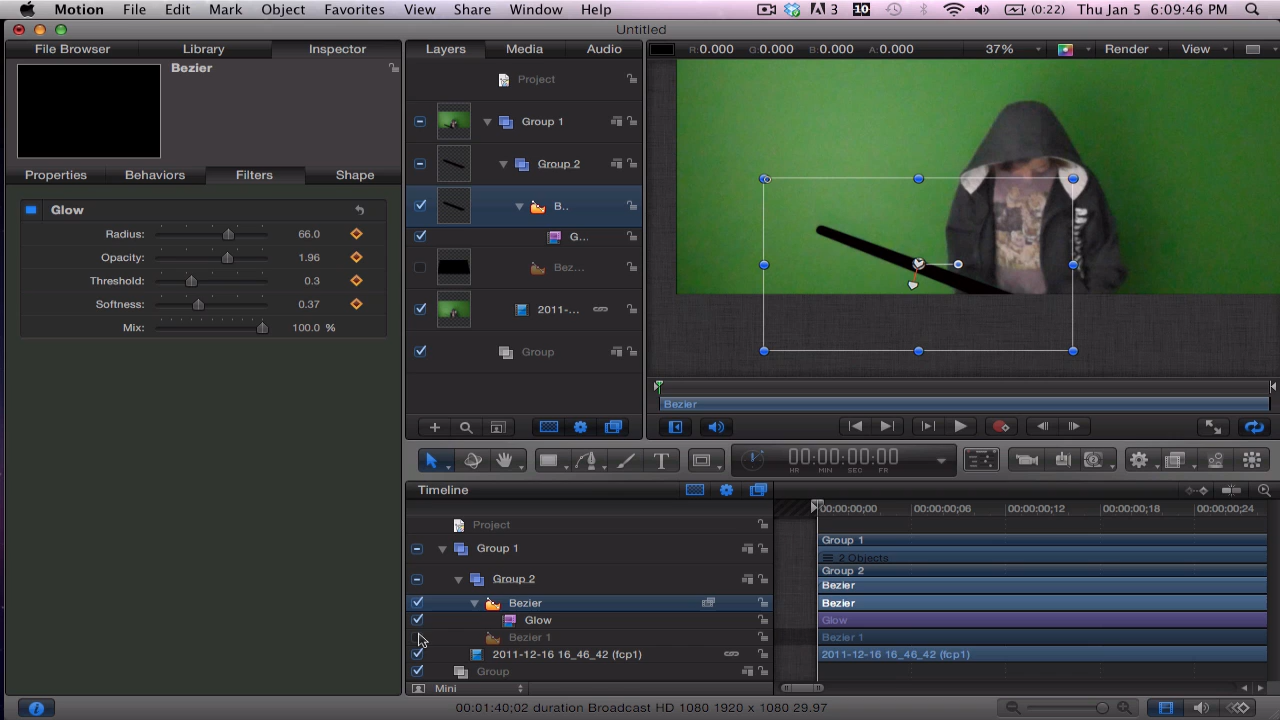 Motion File Edit Mark Object Favorites View Share Window Help 3 10 (0:22) Thu Jan 5 6:09:46 PM
Untitled
File Browser Library Inspector
Layers Media Audio
R:0.000 G:0.000 B:0.000 A:0.000 37% Render View
Bezier
Project
Group 1
Group 2
B..
G...
Bez...
2011-...
Group
Properties Behaviors Filters Shape
Glow
Radius: 66.0
Opacity: 1.96
Threshold: 0.3
Softness: 0.37
Mix: 100.0 %
Bezier
00:00:00:00
HR MIN SEC FR
Timeline
00:00:00;00 00:00:00;06 00:00:00;12 00:00:00;18 00:00:00;24
Project
Group 1 Group 1
2 Objects
Group 2 Group 2
Bezier
Bezier Bezier
Glow Glow
Bezier 1 Bezier 1
2011-12-16 16_46_42 (fcp1) 2011-12-16 16_46_42 (fcp1)
Group
Mini
00:01:40;02 duration Broadcast HD 1080 1920 x 1080 29.97